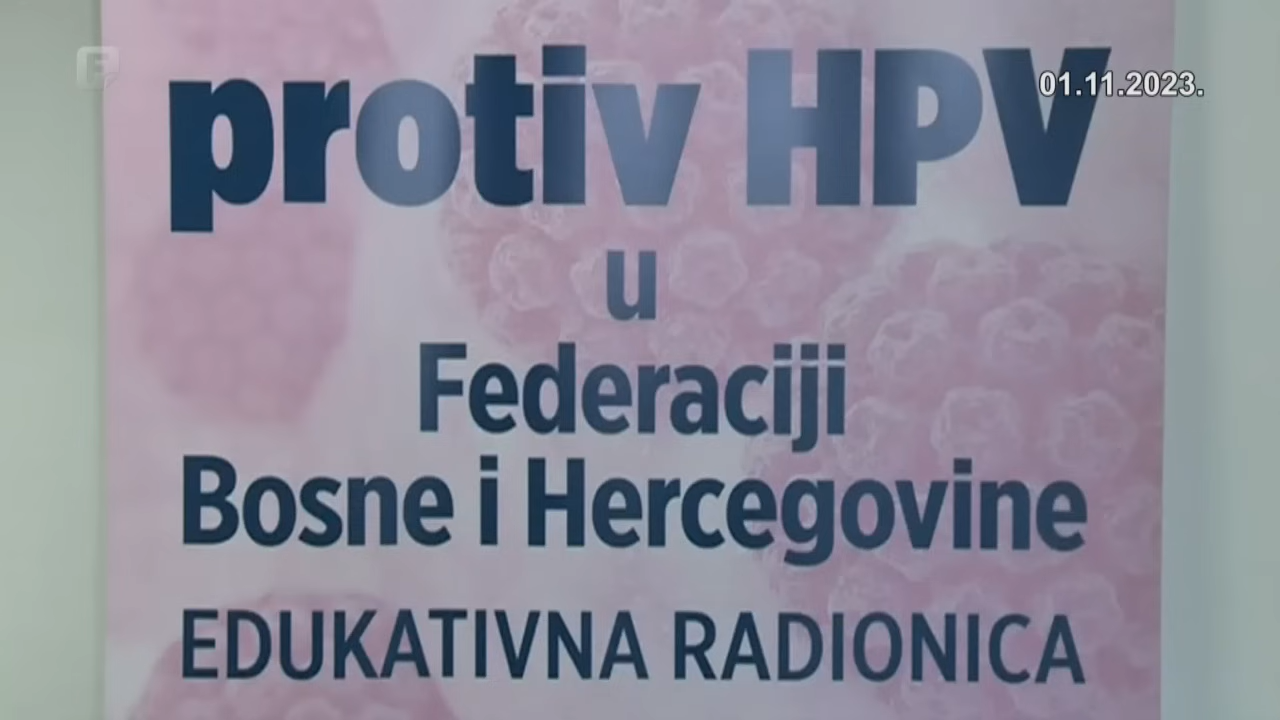 F
protiv HPV
01.11.2023.
u
Federaciji
Bosne i Hercegovine
EDUKATIVNA RADIONICA